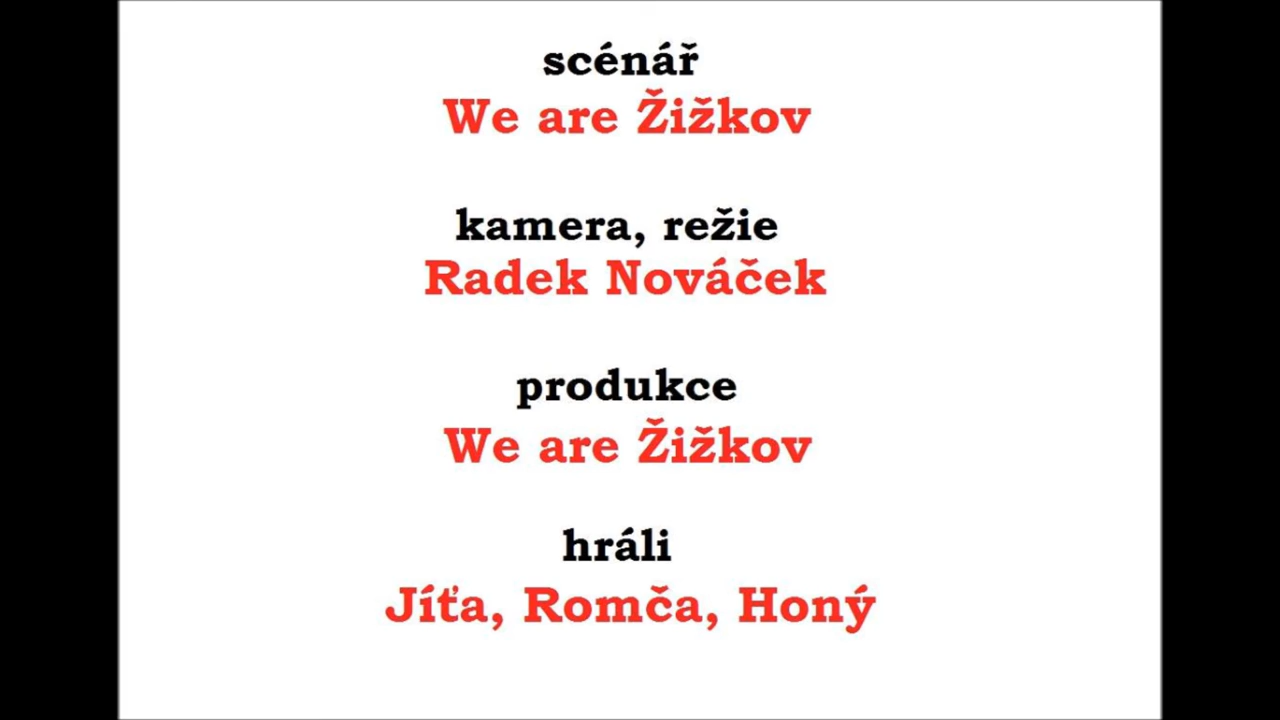 scénář
We are Žižkov
kamera, režie
Radek Nováček
produkce
We are Žižkov
hráli
Jíťa, Romča, Honý